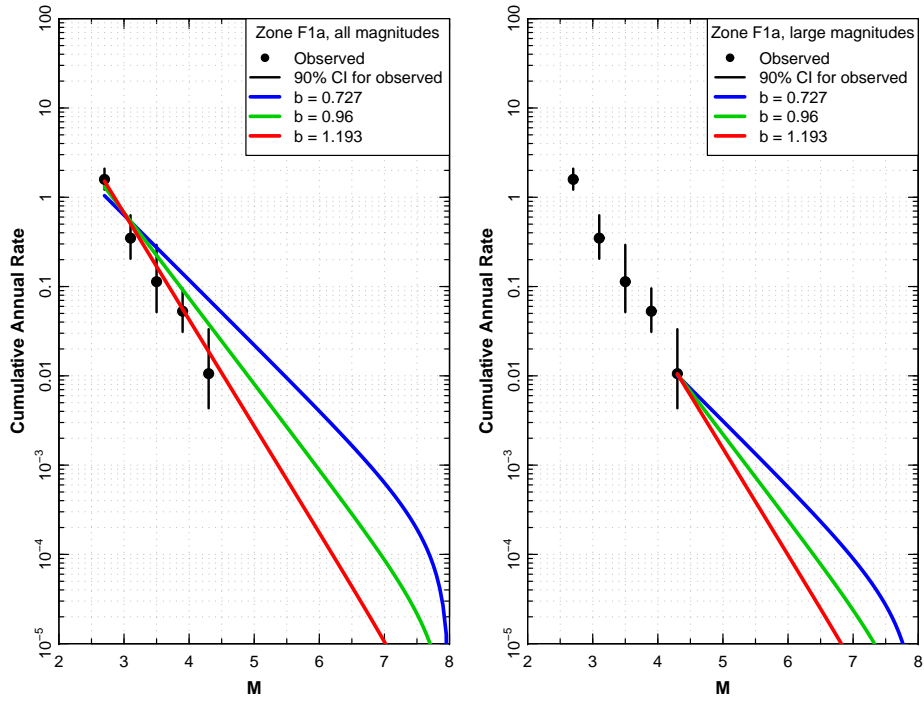 Zone F1a, all magnitudes
Observed
90% CI for observed
b = 0.727
b = 0.96
b = 1.193
100
10
1
0.1
0.01
10⁻³
10⁻⁴
10⁻⁵
Cumulative Annual Rate
2 3 4 5 6 7 8
M
Zone F1a, large magnitudes
Observed
90% CI for observed
b = 0.727
b = 0.96
b = 1.193
100
10
1
0.1
0.01
10⁻³
10⁻⁴
10⁻⁵
Cumulative Annual Rate
2 3 4 5 6 7 8
M